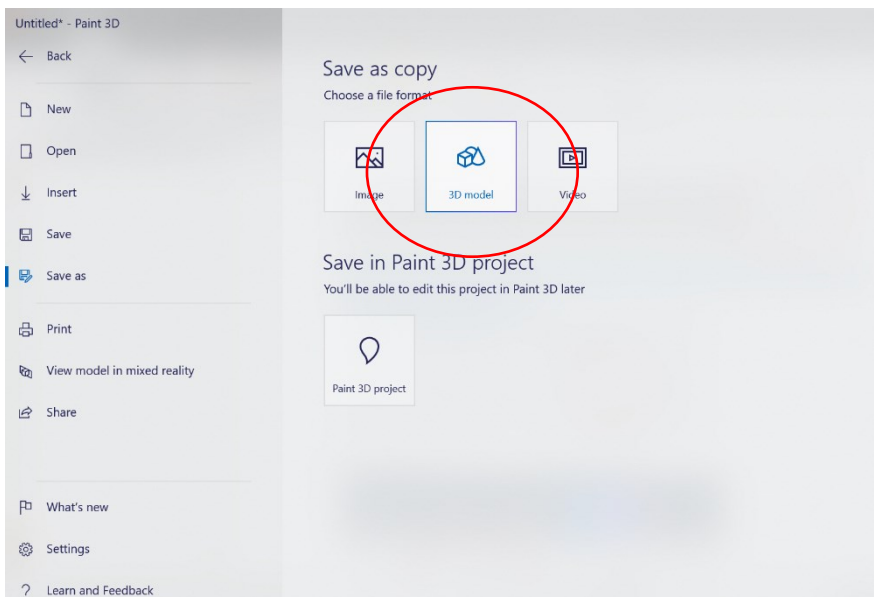 Untitled* - Paint 3D
Back
New
Open
Insert
Save
Save as
Print
View model in mixed reality
Share
What's new
Settings
Learn and Feedback
Save as copy
Choose a file format
Image
3D model
Video
Save in Paint 3D project
You'll be able to edit this project in Paint 3D later
Paint 3D project